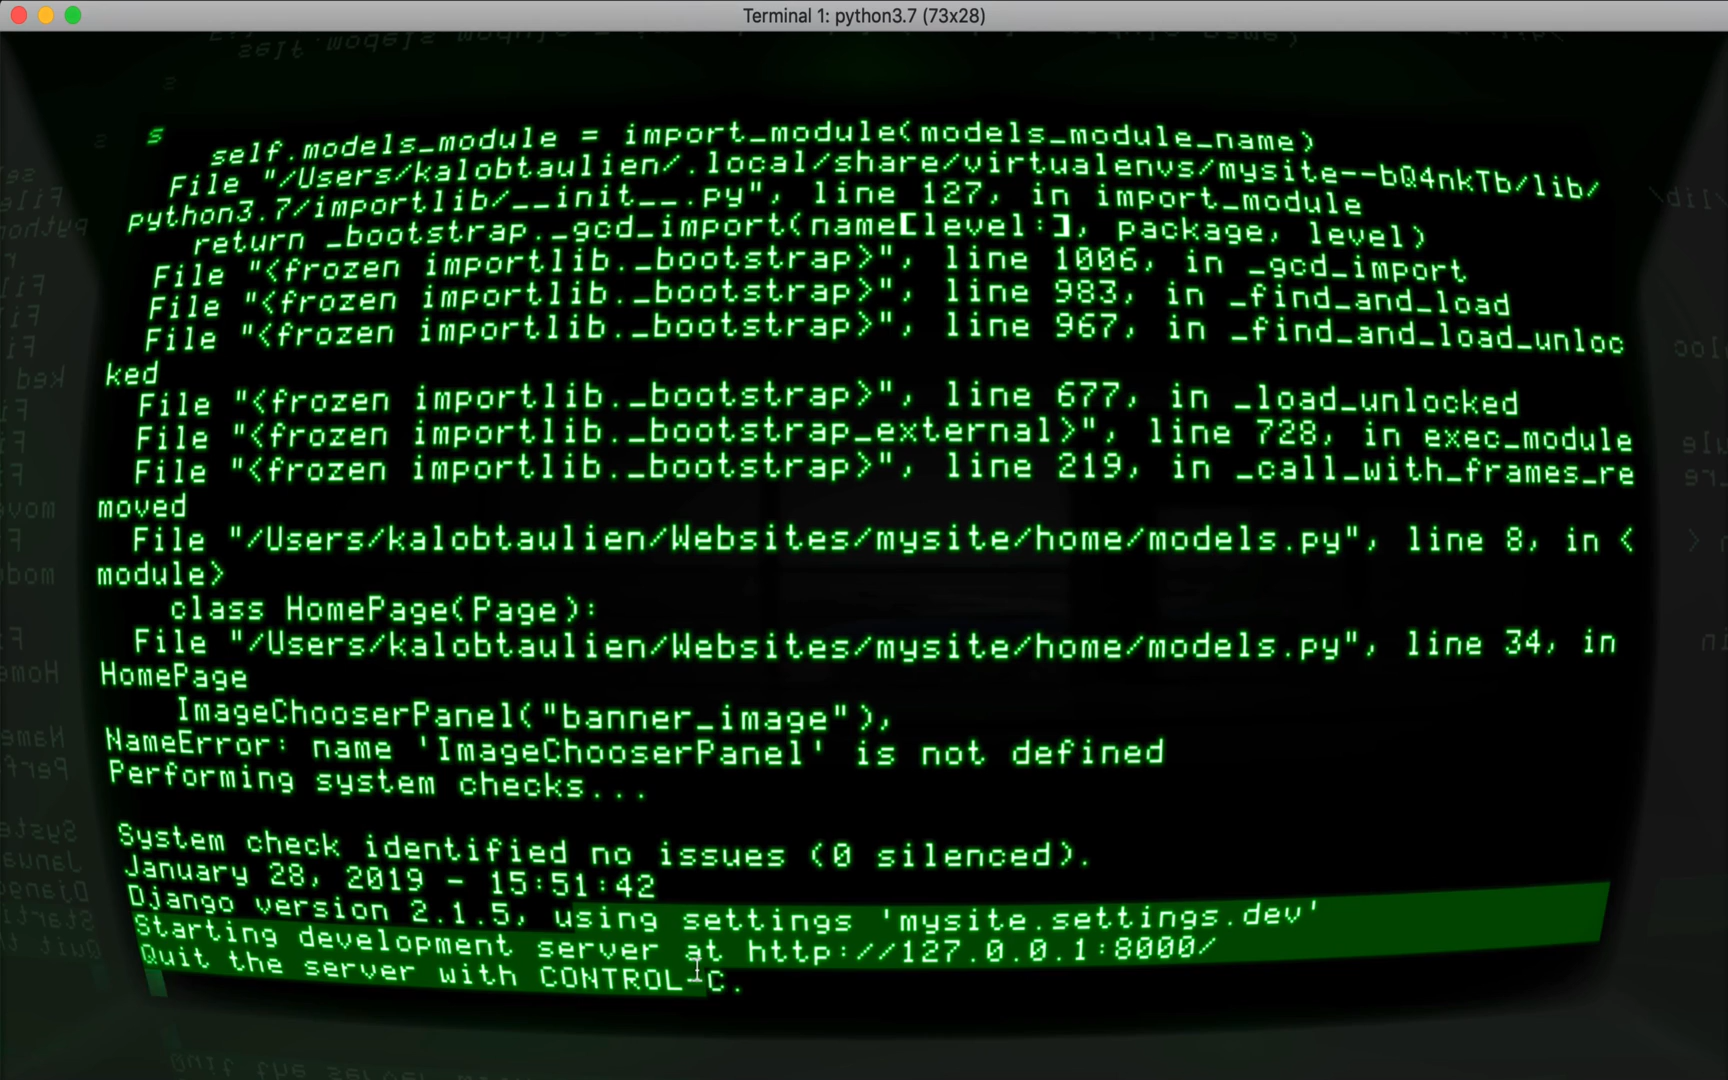 Terminal 1: python3.7 (73x28)
s
self.models_module = import_module(models_module_name)
File "/Users/kalobtaulien/.local/share/virtualenvs/mysite--bQ4nkTb/lib/
python3.7/importlib/__init__.py", line 127, in import_module
return _bootstrap._gcd_import(name[level:], package, level)
File "<frozen importlib._bootstrap>", line 1006, in _gcd_import
File "<frozen importlib._bootstrap>", line 983, in _find_and_load
File "<frozen importlib._bootstrap>", line 967, in _find_and_load_unloc
ked
File "<frozen importlib._bootstrap>", line 677, in _load_unlocked
File "<frozen importlib._bootstrap_external>", line 728, in exec_module
File "<frozen importlib._bootstrap>", line 219, in _call_with_frames_re
moved
File "/Users/kalobtaulien/Websites/mysite/home/models.py", line 8, in <
module>
class HomePage(Page):
File "/Users/kalobtaulien/Websites/mysite/home/models.py", line 34, in
HomePage
ImageChooserPanel("banner_image"),
NameError: name 'ImageChooserPanel' is not defined
Performing system checks...
System check identified no issues (0 silenced).
January 28, 2019 - 15:51:42
Django version 2.1.5, using settings 'mysite.settings.dev'
Starting development server at http://127.0.0.1:8000/
Quit the server with CONTROL-C.